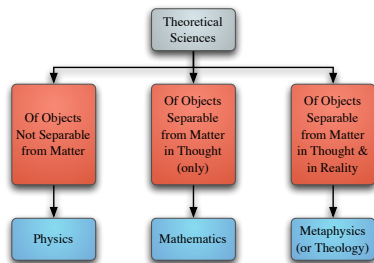 Theoretical
Sciences
Of Objects
Not Separable
from Matter
Of Objects
Separable
from Matter
in Thought
(only)
Of Objects
Separable
from Matter
in Thought &
in Reality
Physics
Mathematics
Metaphysics
(or Theology)